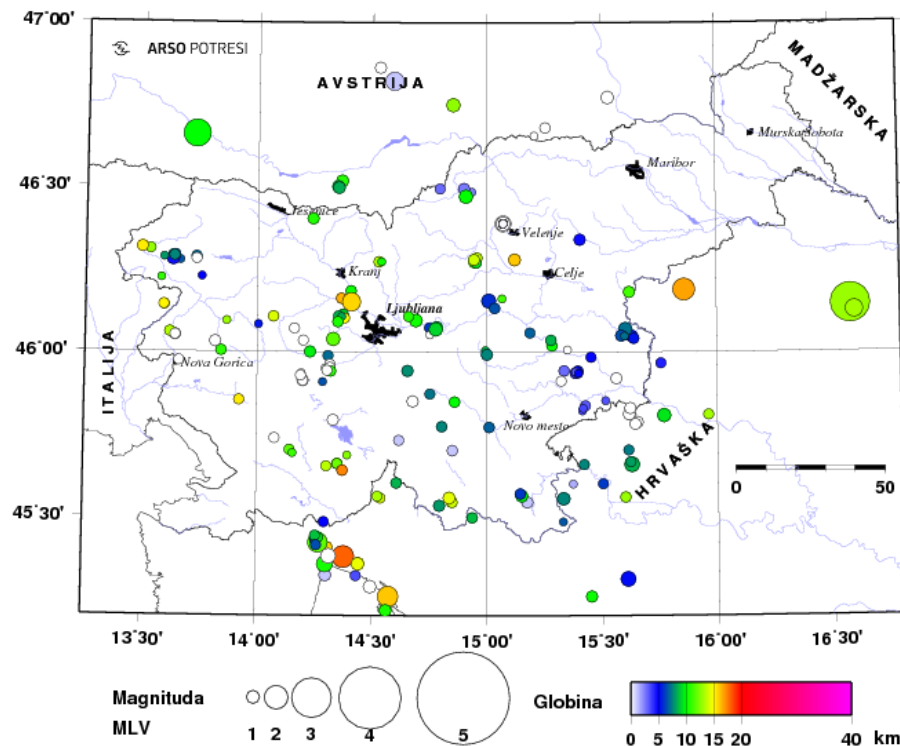 47°00'
ARSO POTRESI
AVSTRIJA
MADŽARSKA
Murska Sobota
Maribor
46°30'
Jesenice
Velenje
Kranj
Celje
Ljubljana
ITALIJA
46°00'
Nova Gorica
Novo mesto
HRVAŠKA
0 50
45°30'
13°30' 14°00' 14°30' 15°00' 15°30' 16°00' 16°30'
Magnituda
MLV
1 2 3 4 5
Globina
0 5 10 15 20 40 km